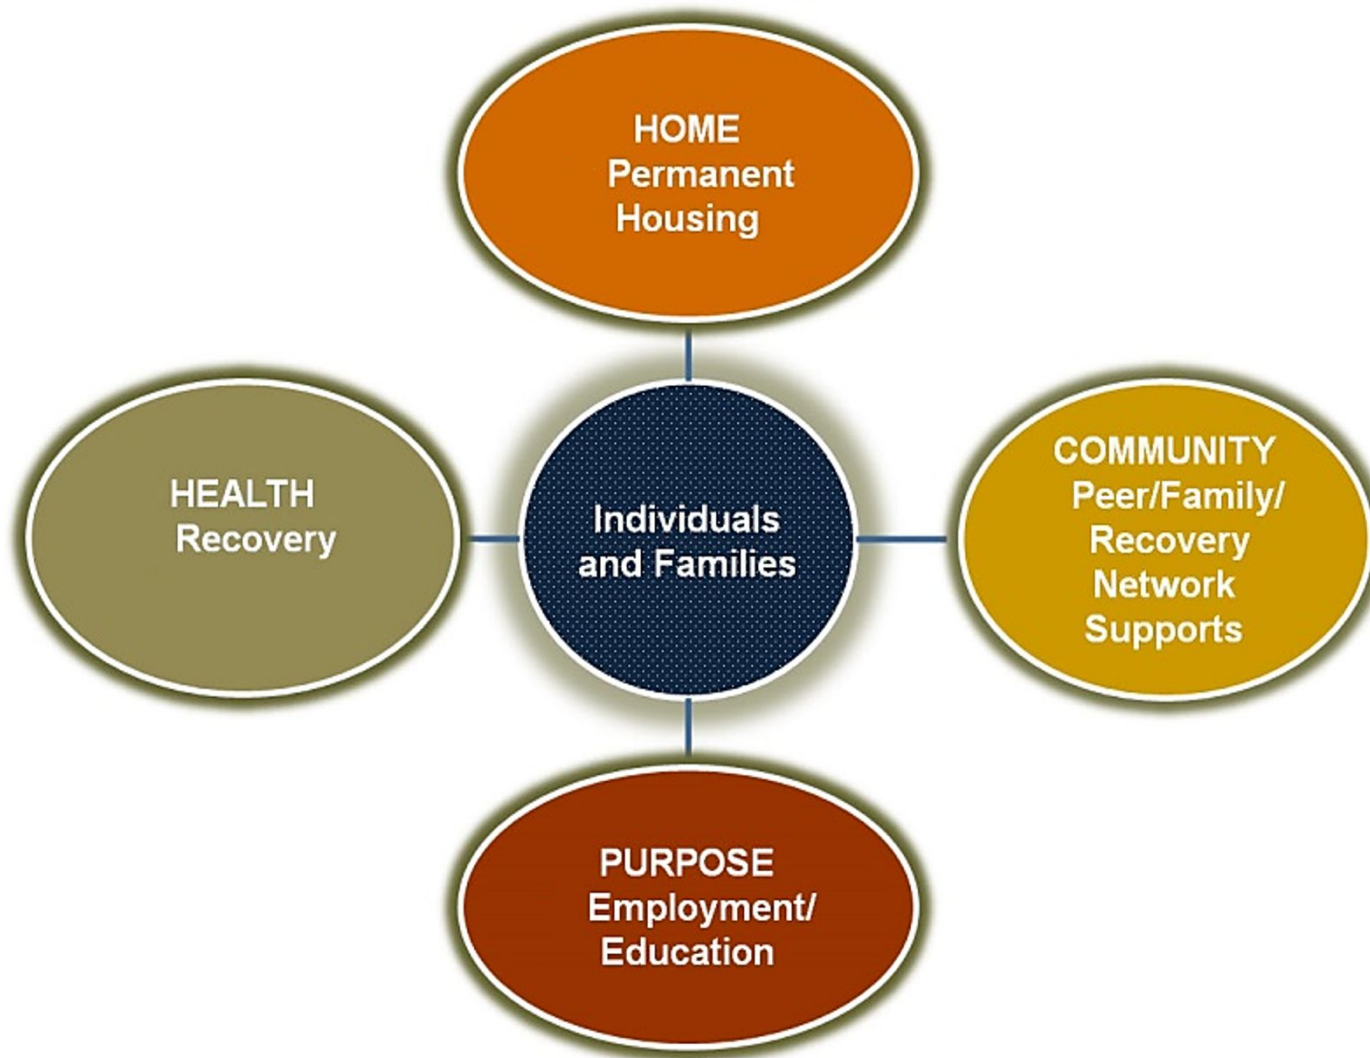 HOME
Permanent
Housing
HEALTH
Recovery
Individuals
and Families
COMMUNITY
Peer/Family/
Recovery
Network
Supports
PURPOSE
Employment/
Education